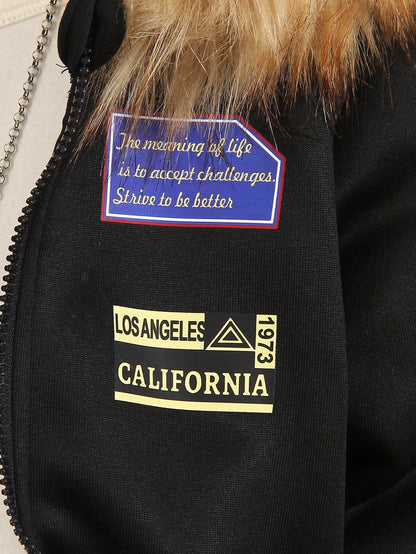 The meaning of life
is to accept challenges.
Strive to be better
LOS ANGELES
1973
CALIFORNIA